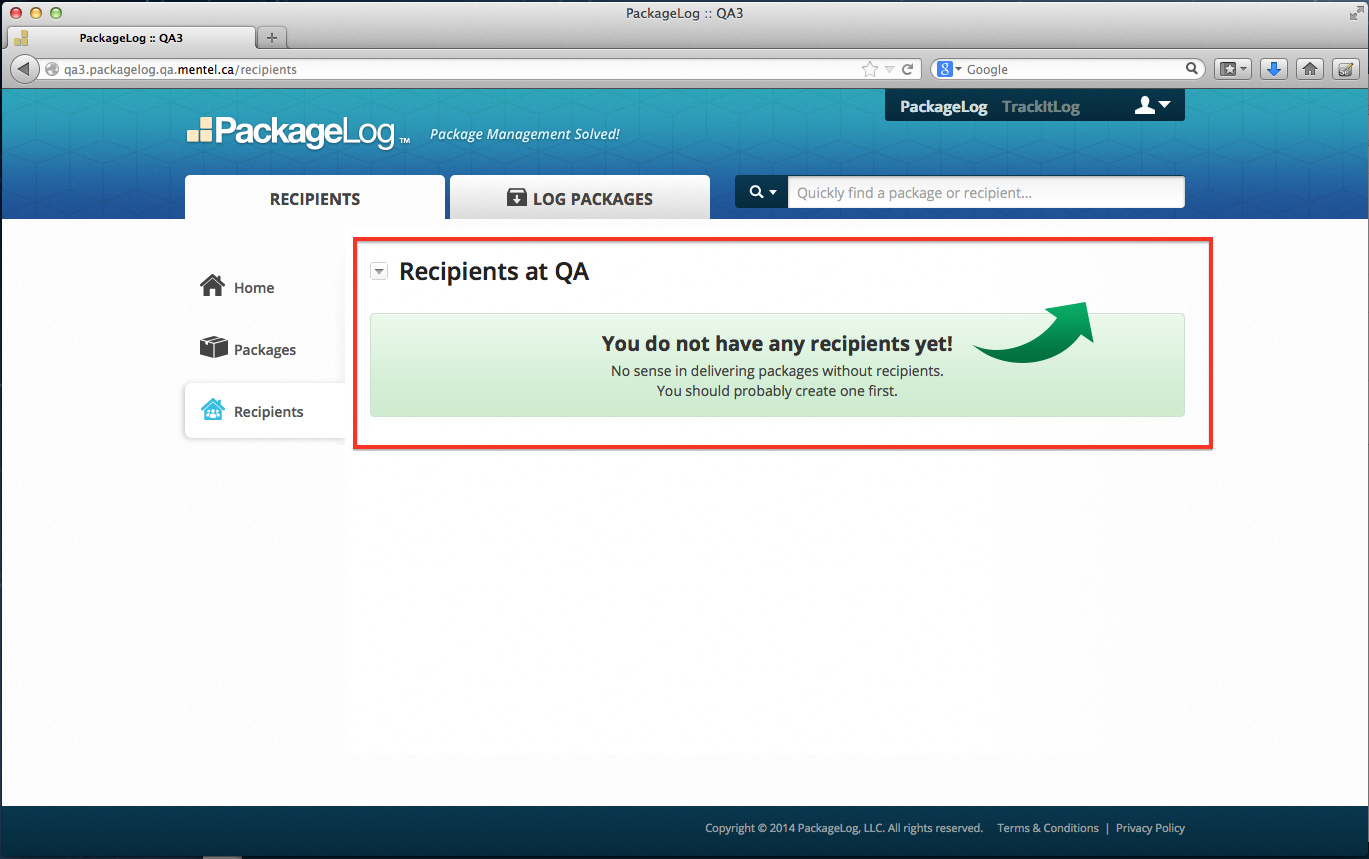 PackageLog :: QA3
PackageLog :: QA3
qa3.packagelog.qa.mentel.ca/recipients
Google
PackageLog TrackItLog
PackageLog™ Package Management Solved!
RECIPIENTS
LOG PACKAGES
Quickly find a package or recipient...
Home
Packages
Recipients
Recipients at QA
You do not have any recipients yet!
No sense in delivering packages without recipients.
You should probably create one first.
Copyright © 2014 PackageLog, LLC. All rights reserved. Terms & Conditions | Privacy Policy